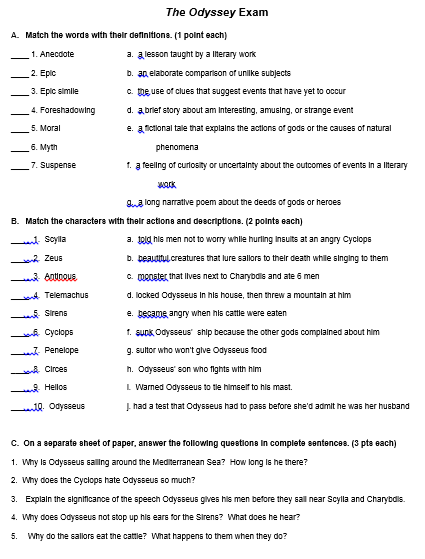 The Odyssey Exam
A. Match the words with their definitions. (1 point each)
____ 1. Anecdote a. a lesson taught by a literary work
____ 2. Epic b. an elaborate comparison of unlike subjects
____ 3. Epic simile c. the use of clues that suggest events that have yet to occur
____ 4. Foreshadowing d. a brief story about am interesting, amusing, or strange event
____ 5. Moral e. a fictional tale that explains the actions of gods or the causes of natural
____ 6. Myth phenomena
____ 7. Suspense f. a feeling of curiosity or uncertainty about the outcomes of events in a literary
work
g. a long narrative poem about the deeds of gods or heroes
B. Match the characters with their actions and descriptions. (2 points each)
____1. Scylla a. told his men not to worry while hurling insults at an angry Cyclops
____2. Zeus b. beautiful creatures that lure sailors to their death while singing to them
____3. Antinous c. monster that lives next to Charybdis and ate 6 men
____4. Telemachus d. locked Odysseus in his house, then threw a mountain at him
____5. Sirens e. became angry when his cattle were eaten
____6. Cyclops f. sunk Odysseus' ship because the other gods complained about him
____7. Penelope g. suitor who won't give Odysseus food
____8. Circes h. Odysseus' son who fights with him
____9. Helios I. Warned Odysseus to tie himself to his mast.
____10. Odysseus j. had a test that Odysseus had to pass before she'd admit he was her husband
C. On a separate sheet of paper, answer the following questions in complete sentences. (3 pts each)
1. Why is Odysseus sailing around the Mediterranean Sea? How long is he there?
2. Why does the Cyclops hate Odysseus so much?
3. Explain the significance of the speech Odysseus gives his men before they sail near Scylla and Charybdis.
4. Why does Odysseus not stop up his ears for the Sirens? What does he hear?
5. Why do the sailors eat the cattle? What happens to them when they do?